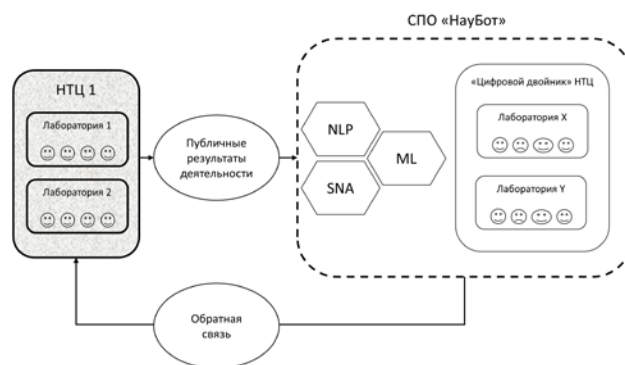 СПО «НауБот»
НТЦ 1
Лаборатория 1
Лаборатория 2
Публичные
результаты
деятельности
NLP
ML
SNA
«Цифровой двойник» НТЦ
Лаборатория X
Лаборатория Y
Обратная
связь